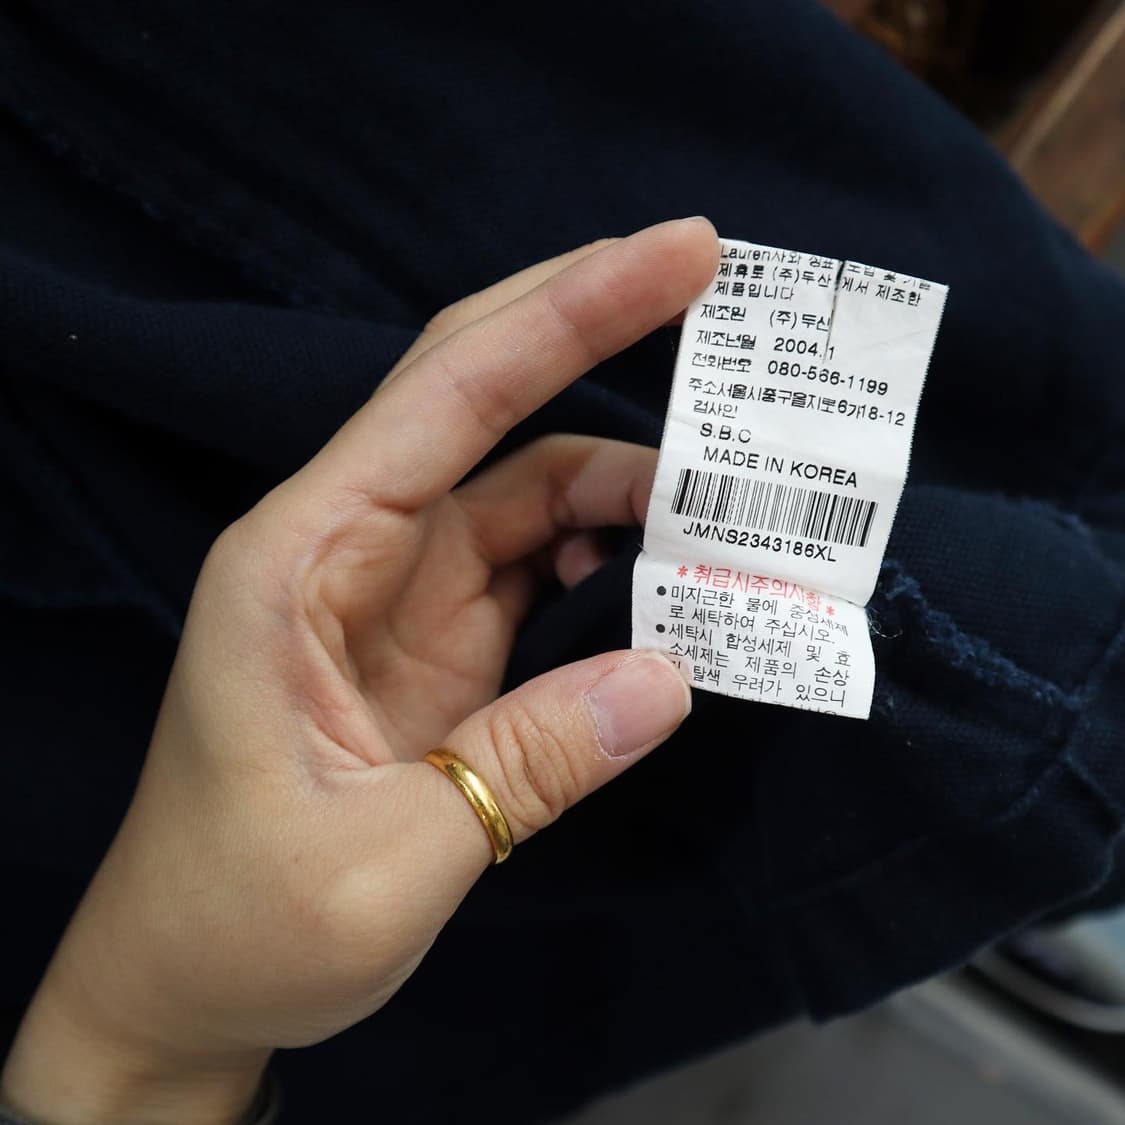 Lauren사와 상표 도입 및 기술
제휴로 (주)두산에서 제조한
제품입니다
제조원 (주)두산
제조년월 2004.1
전화번호 080-566-1199
주소서울시중구을지로6가18-12
검사인
S.B.C
MADE IN KOREA
JMNS2343186XL
*취급시주의사항*
●미지근한 물에 중성세제
로 세탁하여 주십시오.
●세탁시 합성세제 및 효
소세제는 제품의 손상
탈색 우려가 있으니